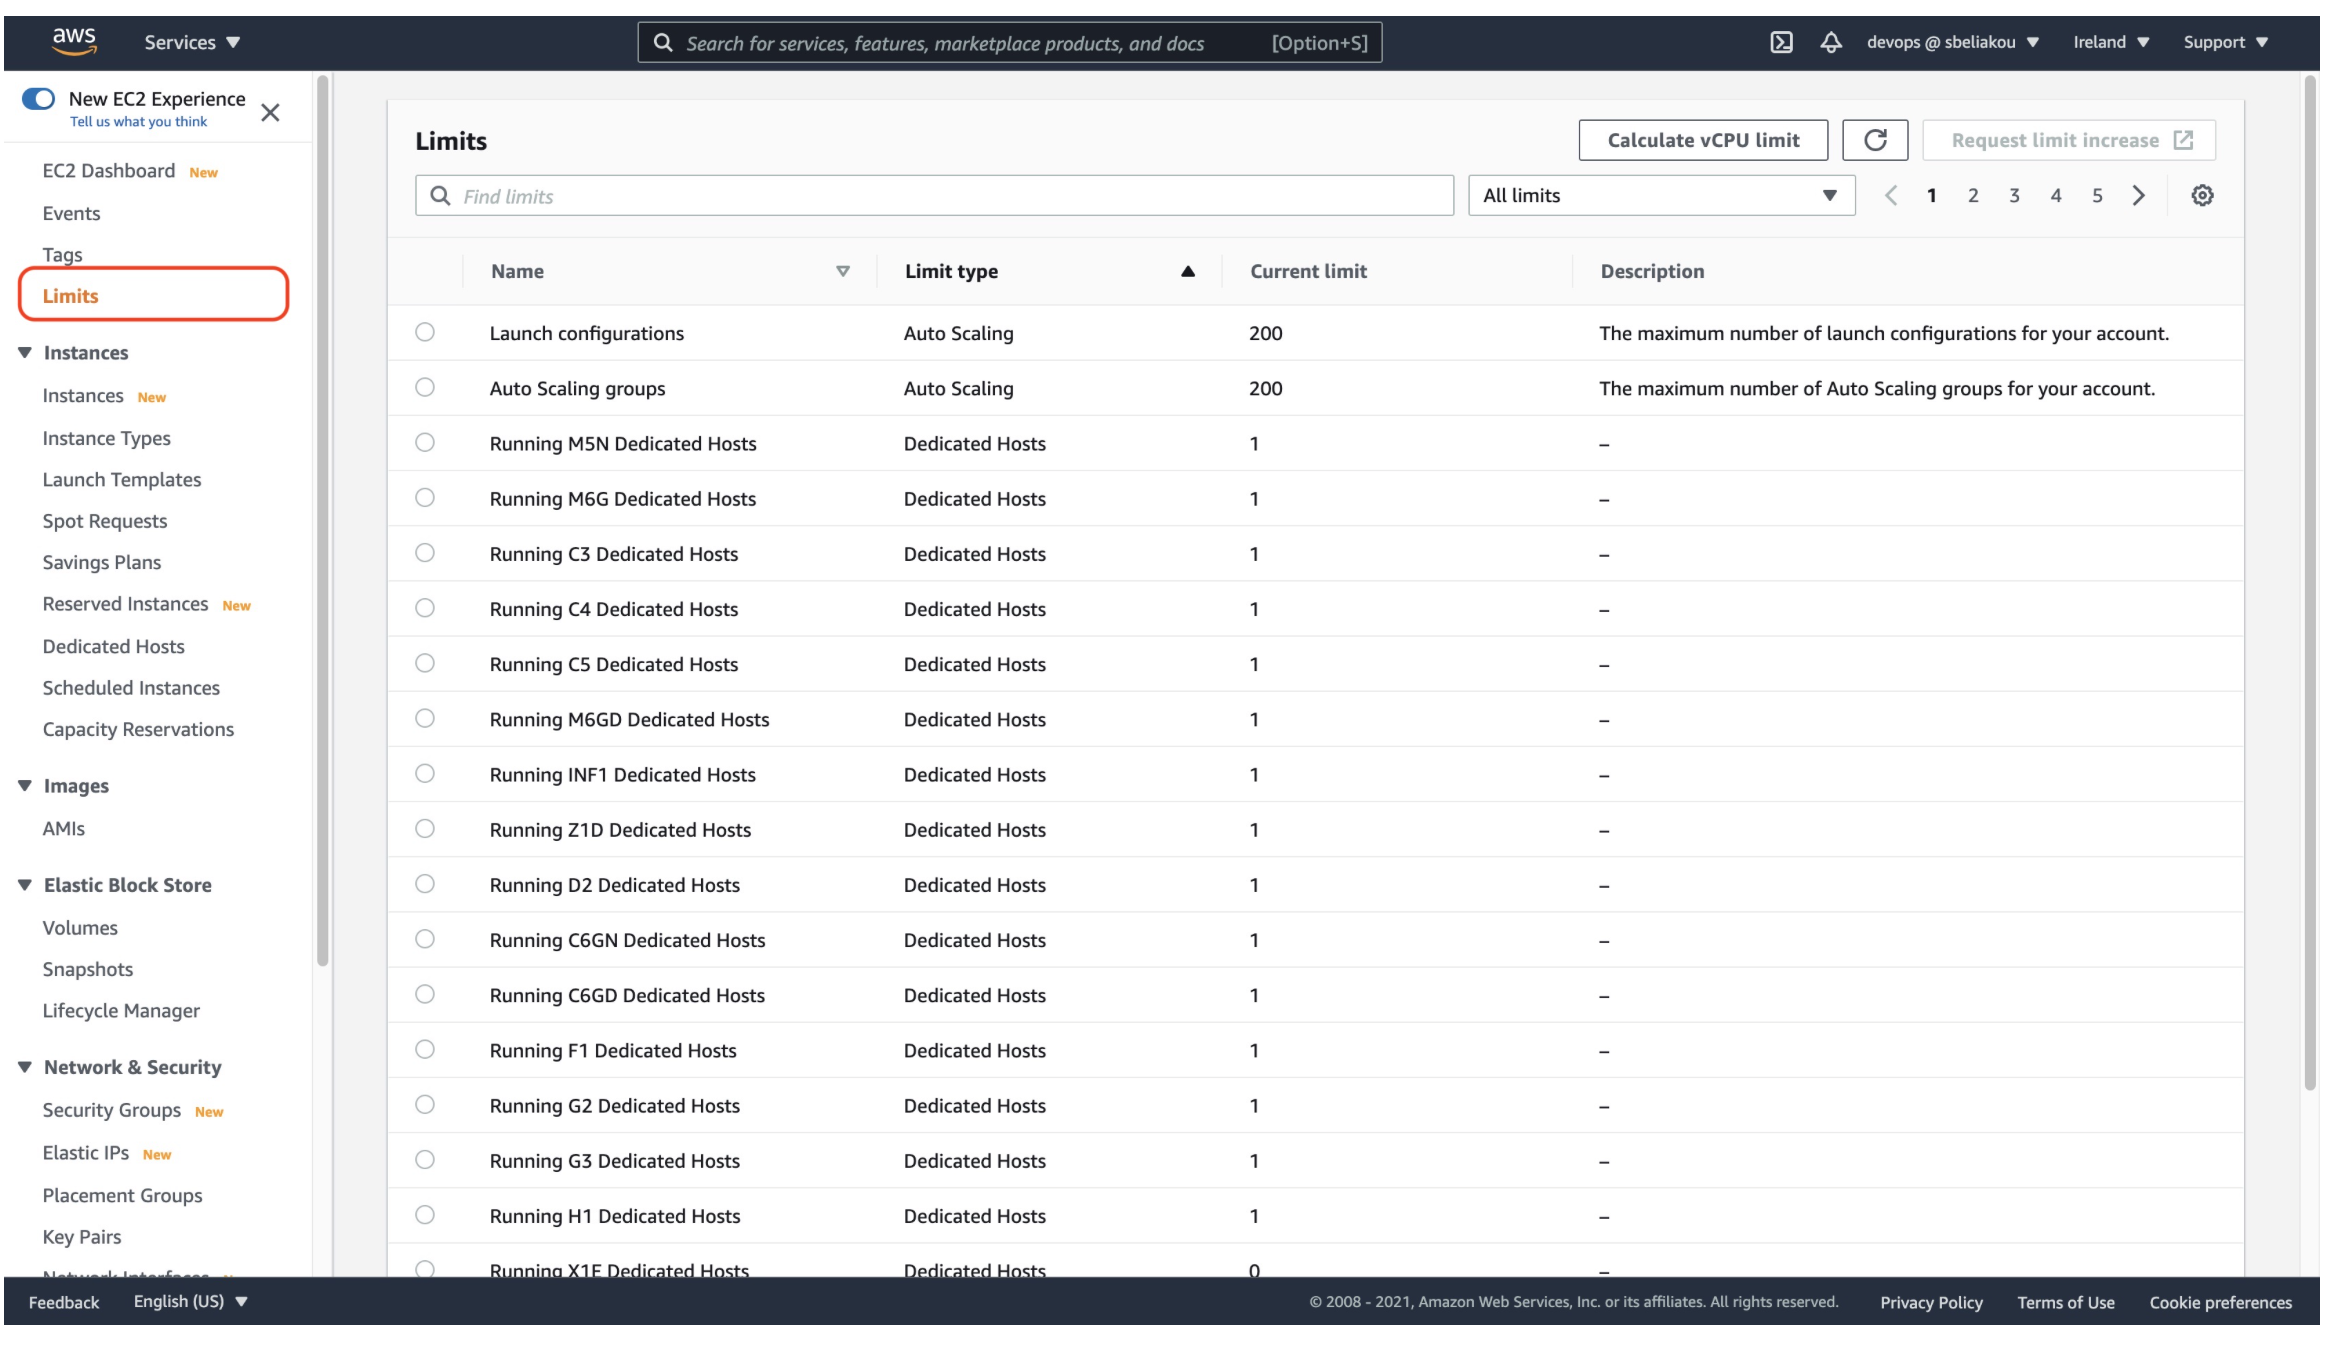 aws Services Search for services, features, marketplace products, and docs [Option+S] devops @ sbeliakou Ireland Support
New EC2 Experience
Tell us what you think
EC2 Dashboard New
Events
Tags
Limits
Instances
Instances New
Instance Types
Launch Templates
Spot Requests
Savings Plans
Reserved Instances New
Dedicated Hosts
Scheduled Instances
Capacity Reservations
Images
AMIs
Elastic Block Store
Volumes
Snapshots
Lifecycle Manager
Network & Security
Security Groups New
Elastic IPs New
Placement Groups
Key Pairs
Network Interfaces
Limits Calculate vCPU limit Request limit increase
Find limits All limits 1 2 3 4 5
Name Limit type Current limit Description
Launch configurations Auto Scaling 200 The maximum number of launch configurations for your account.
Auto Scaling groups Auto Scaling 200 The maximum number of Auto Scaling groups for your account.
Running M5N Dedicated Hosts Dedicated Hosts 1 –
Running M6G Dedicated Hosts Dedicated Hosts 1 –
Running C3 Dedicated Hosts Dedicated Hosts 1 –
Running C4 Dedicated Hosts Dedicated Hosts 1 –
Running C5 Dedicated Hosts Dedicated Hosts 1 –
Running M6GD Dedicated Hosts Dedicated Hosts 1 –
Running INF1 Dedicated Hosts Dedicated Hosts 1 –
Running Z1D Dedicated Hosts Dedicated Hosts 1 –
Running D2 Dedicated Hosts Dedicated Hosts 1 –
Running C6GN Dedicated Hosts Dedicated Hosts 1 –
Running C6GD Dedicated Hosts Dedicated Hosts 1 –
Running F1 Dedicated Hosts Dedicated Hosts 1 –
Running G2 Dedicated Hosts Dedicated Hosts 1 –
Running G3 Dedicated Hosts Dedicated Hosts 1 –
Running H1 Dedicated Hosts Dedicated Hosts 1 –
Running X1E Dedicated Hosts Dedicated Hosts 0 –
Feedback English (US) © 2008 - 2021, Amazon Web Services, Inc. or its affiliates. All rights reserved. Privacy Policy Terms of Use Cookie preferences